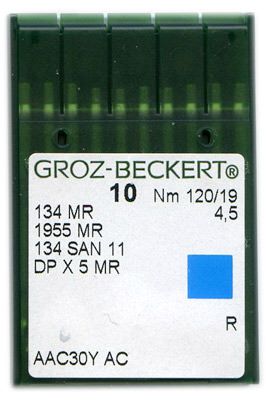 GROZ-BECKERT®
10 Nm 120/19
134 MR 4,5
1955 MR
134 SAN 11
DP X 5 MR
R
AAC30Y AC